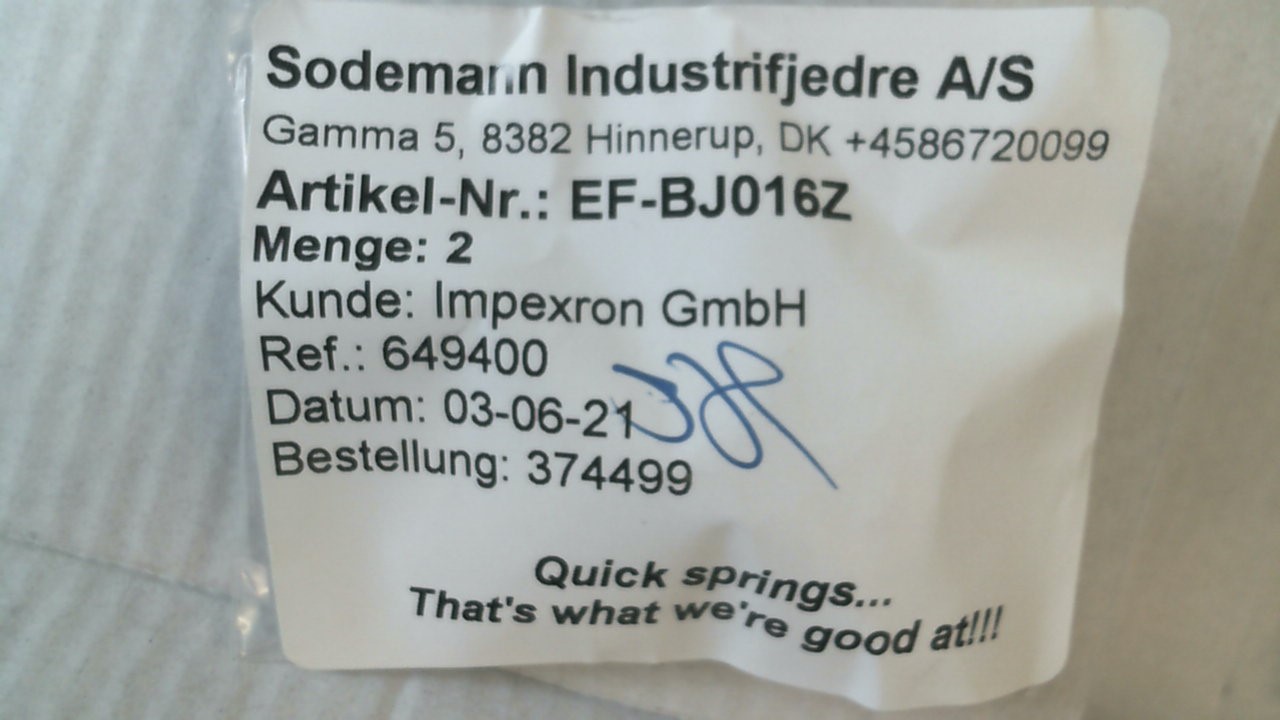 Sodemann Industrifjedre A/S
Gamma 5, 8382 Hinnerup, DK +4586720099
Artikel-Nr.: EF-BJ016Z
Menge: 2
Kunde: Impexron GmbH
Ref.: 649400
Datum: 03-06-21
Bestellung: 374499
Quick springs...
That's what we're good at!!!